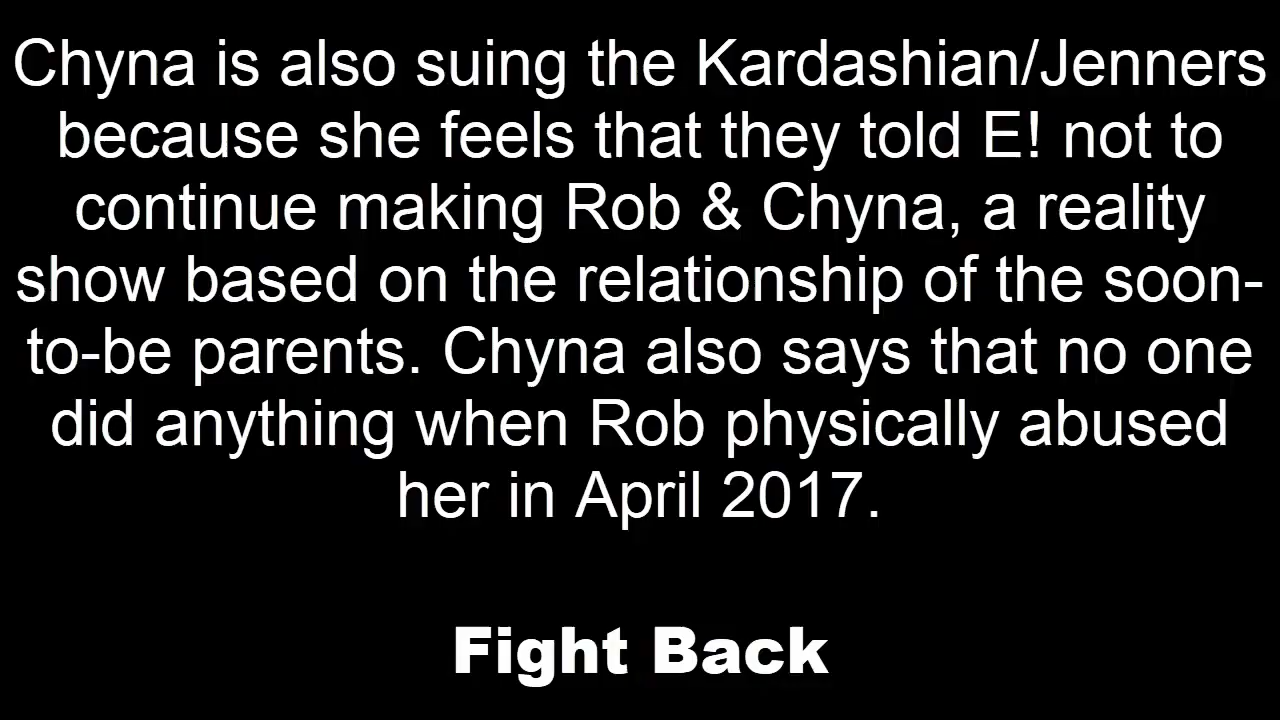 Chyna is also suing the Kardashian/Jenners
because she feels that they told E! not to
continue making Rob & Chyna, a reality
show based on the relationship of the soon-
to-be parents. Chyna also says that no one
did anything when Rob physically abused
her in April 2017.
Fight Back